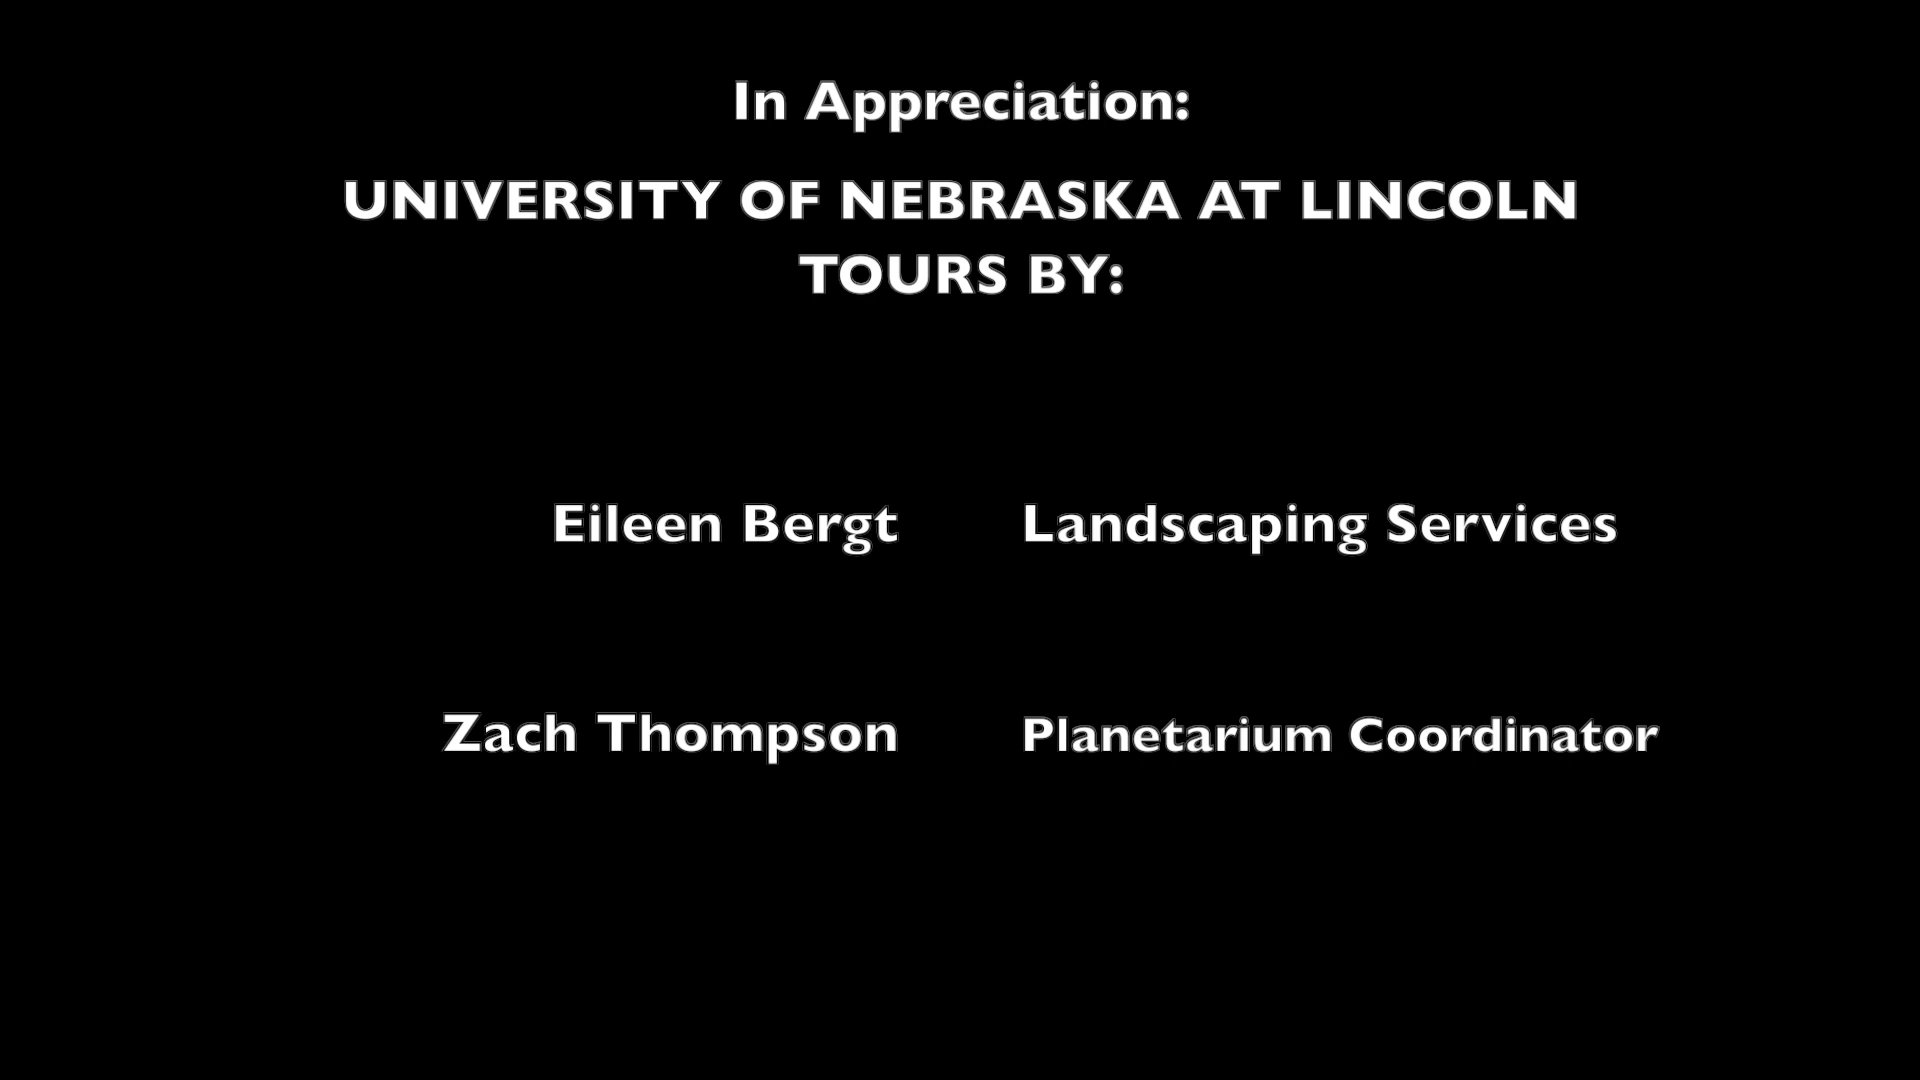 In Appreciation:
UNIVERSITY OF NEBRASKA AT LINCOLN
TOURS BY:
Eileen Bergt Landscaping Services
Zach Thompson Planetarium Coordinator